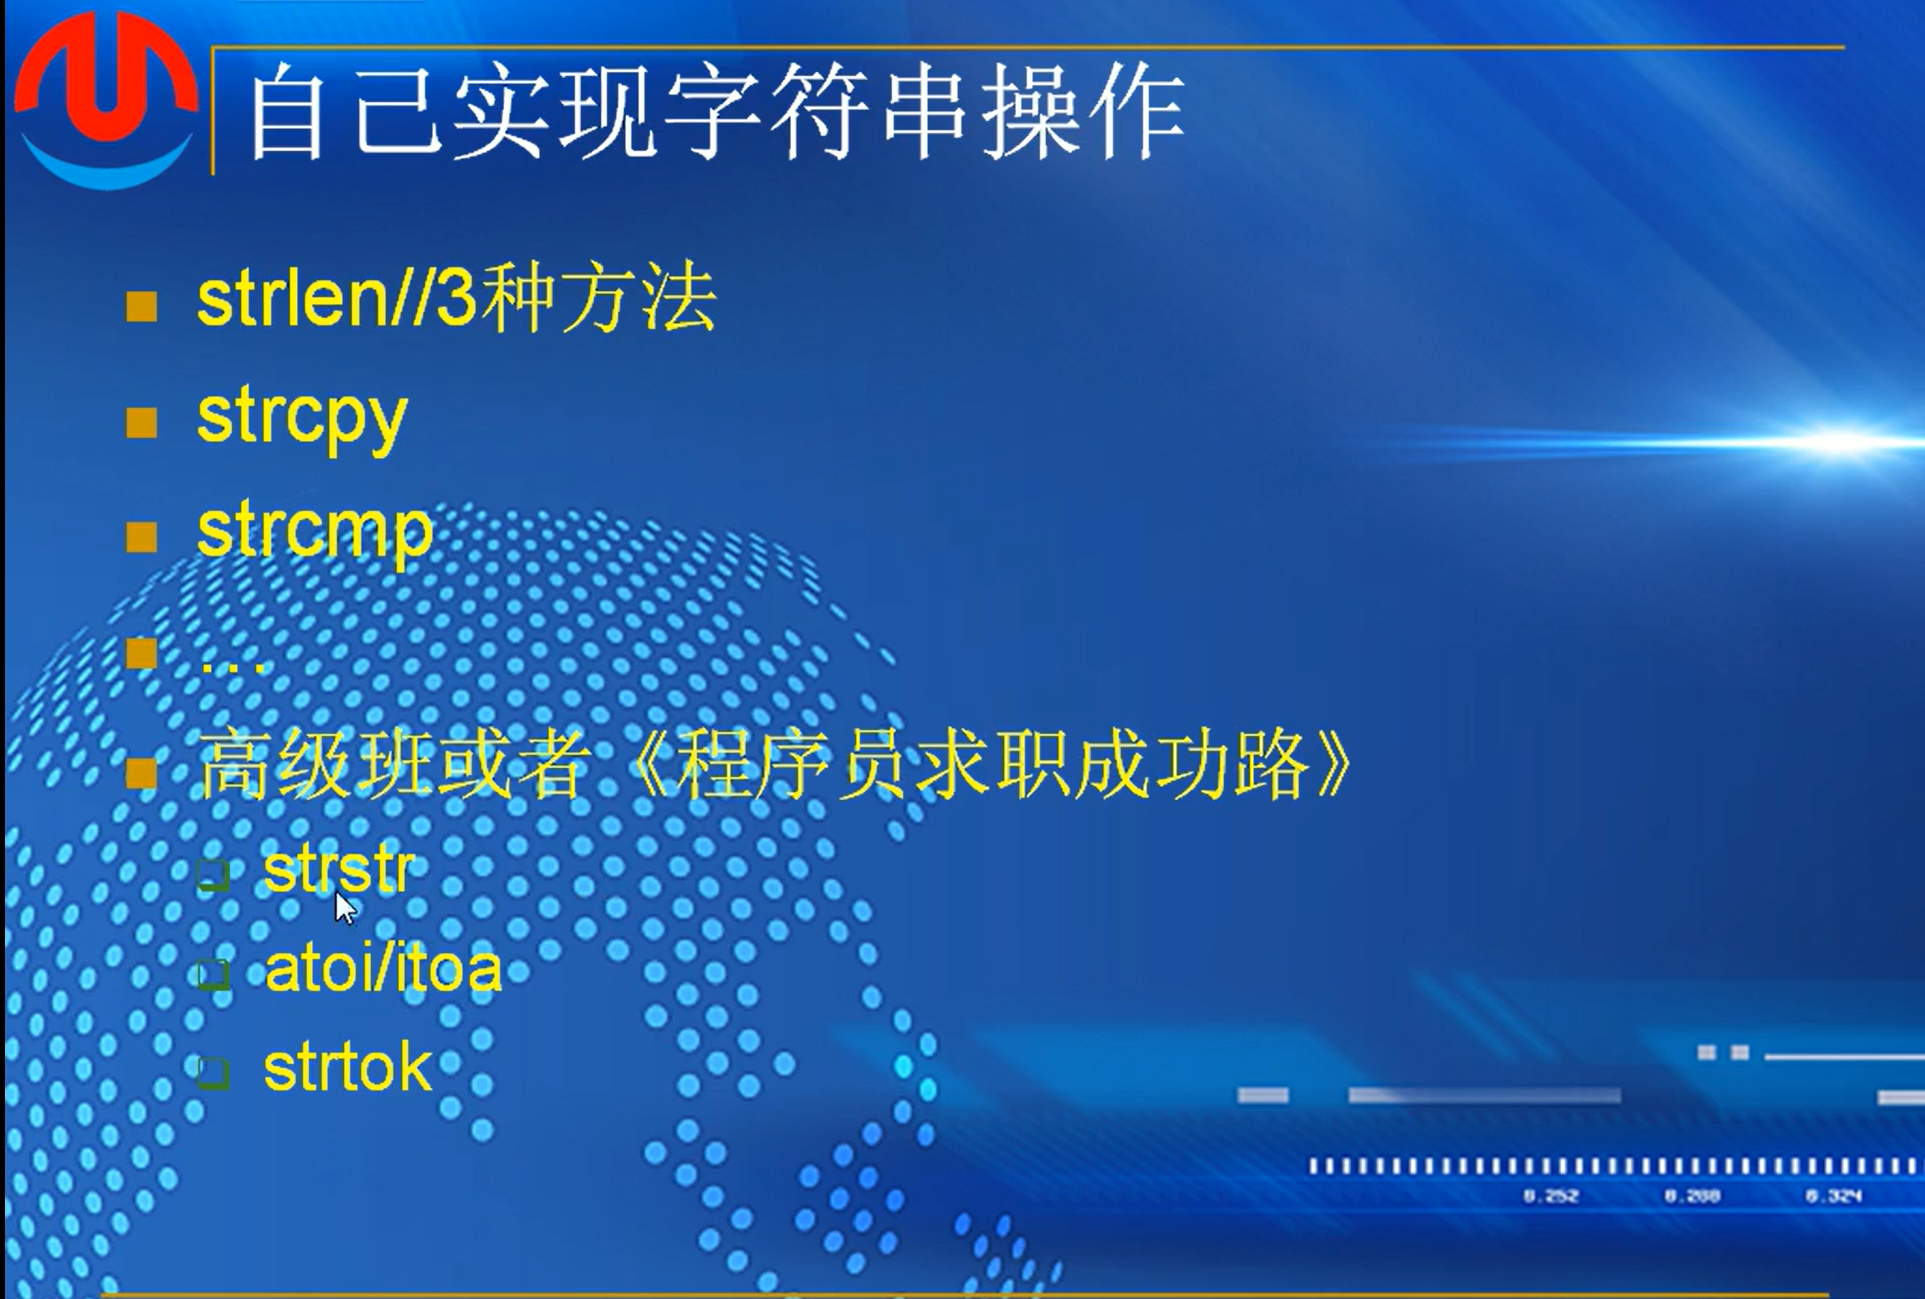 自己实现字符串操作
strlen//3种方法
strcpy
strcmp
…
高级班或者《程序员求职成功路》
strstr
atoi/itoa
strtok
0.252 0.288 0.324